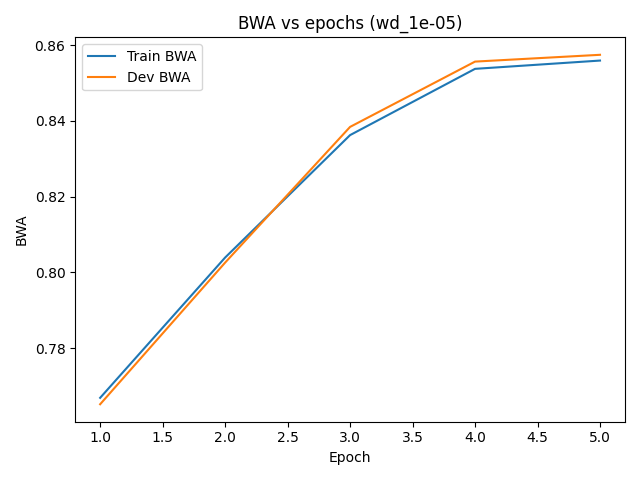 BWA vs epochs (wd_1e-05)
Train BWA
Dev BWA
0.86
0.84
0.82
0.80
0.78
BWA
1.0 1.5 2.0 2.5 3.0 3.5 4.0 4.5 5.0
Epoch